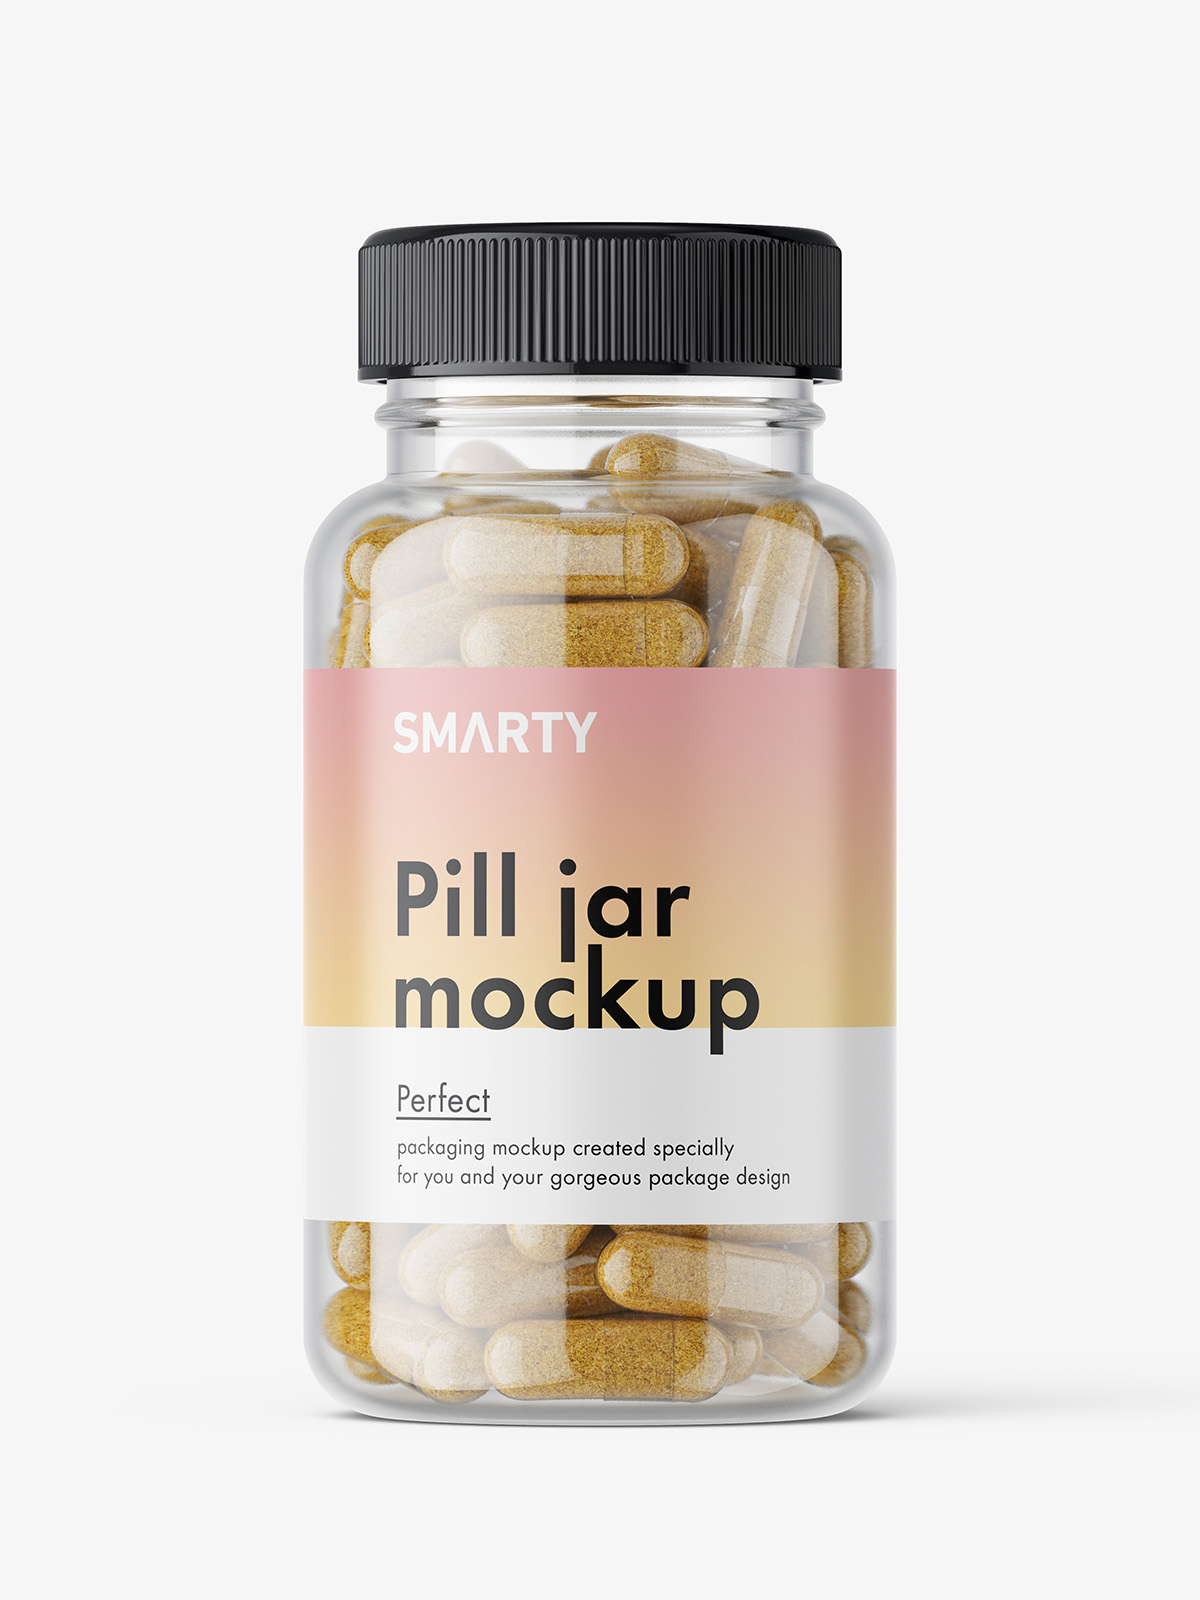 SMARTY
Pill jar
mockup
Perfect
packaging mockup created specially
for you and your gorgeous package design